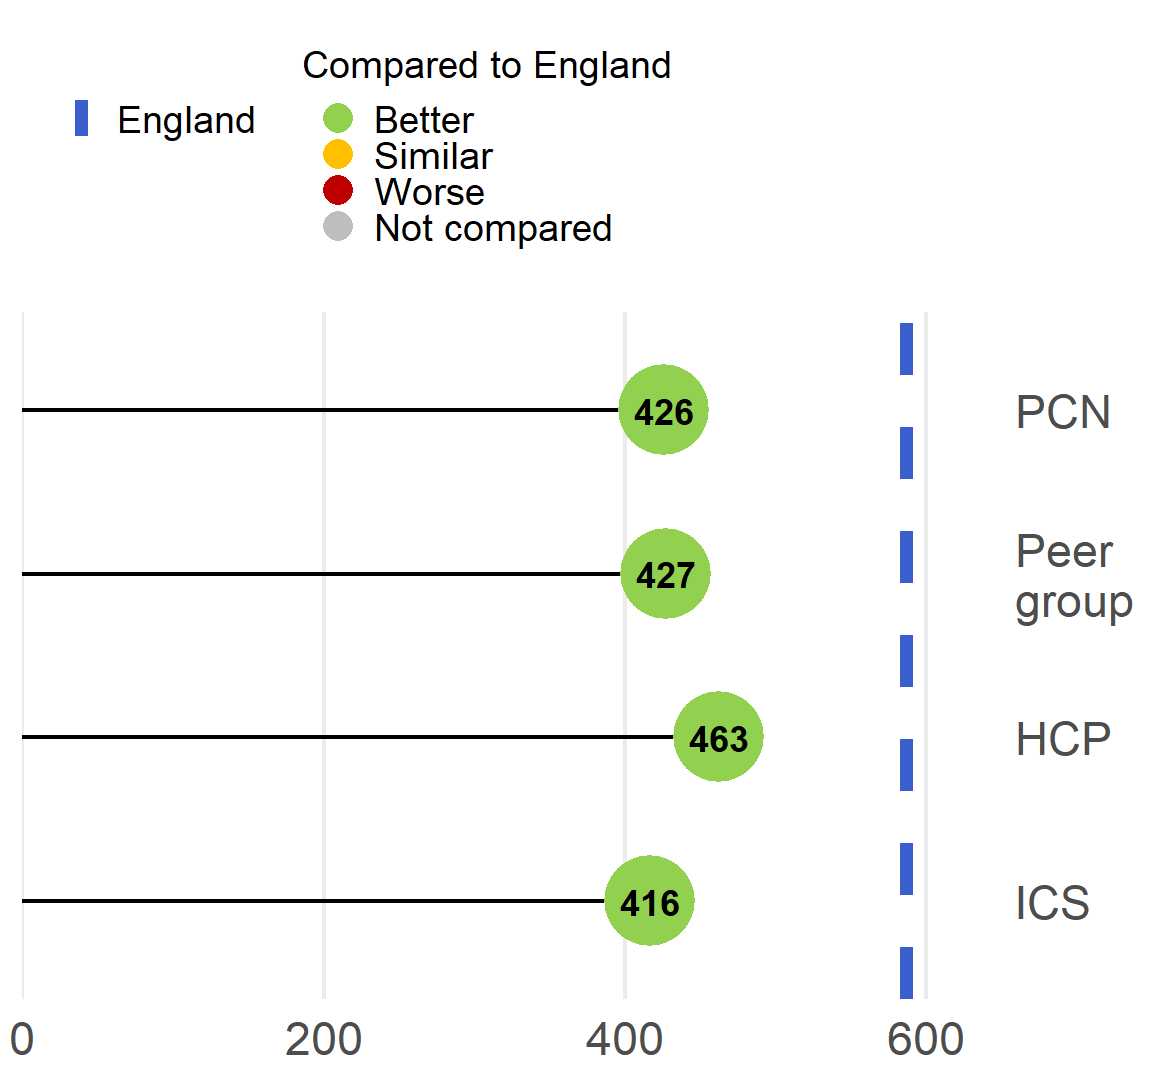 Compared to England
England
Better
Similar
Worse
Not compared
426
PCN
427
Peer
group
463
HCP
416
ICS
0 200 400 600